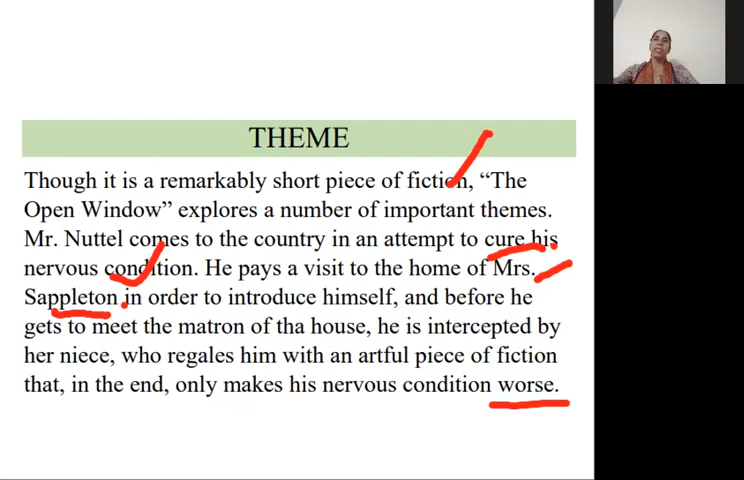 THEME
Though it is a remarkably short piece of fiction, “The
Open Window” explores a number of important themes.
Mr. Nuttel comes to the country in an attempt to cure his
nervous condition. He pays a visit to the home of Mrs.
Sappleton in order to introduce himself, and before he
gets to meet the matron of tha house, he is intercepted by
her niece, who regales him with an artful piece of fiction
that, in the end, only makes his nervous condition worse.